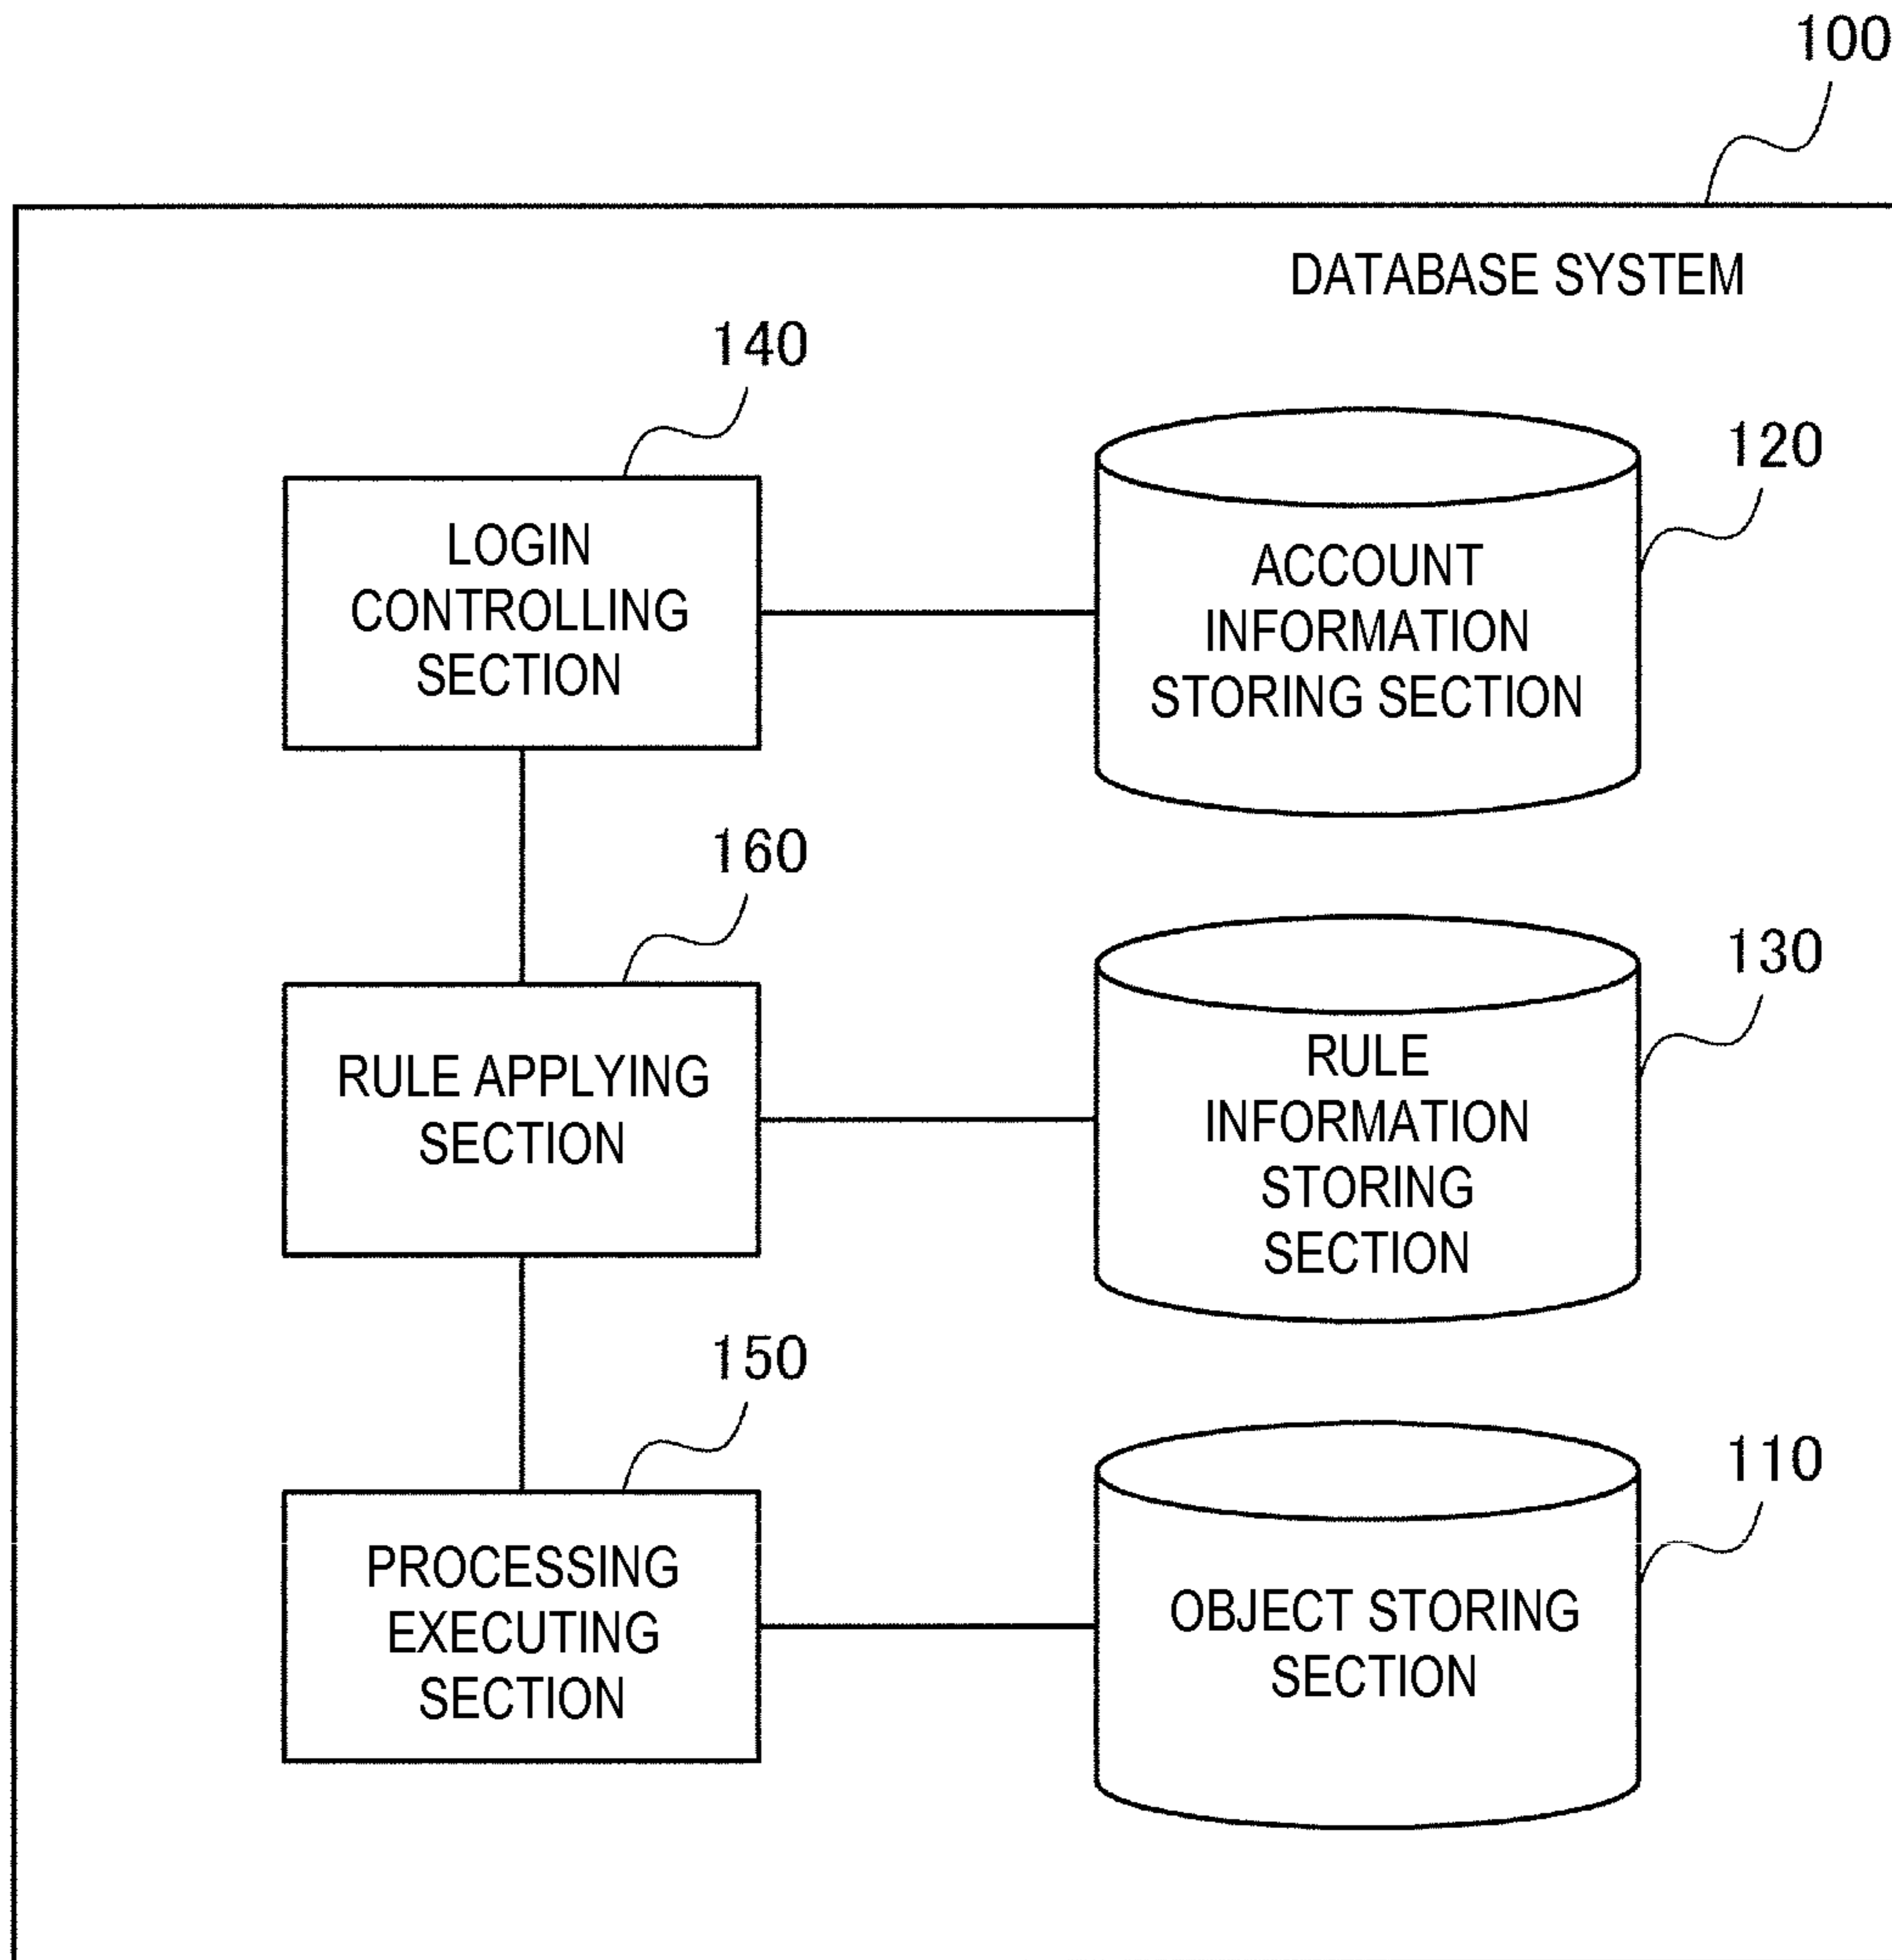 100
DATABASE SYSTEM
140
LOGIN
CONTROLLING
SECTION
120
ACCOUNT
INFORMATION
STORING SECTION
160
RULE APPLYING
SECTION
130
RULE
INFORMATION
STORING
SECTION
150
PROCESSING
EXECUTING
SECTION
110
OBJECT STORING
SECTION